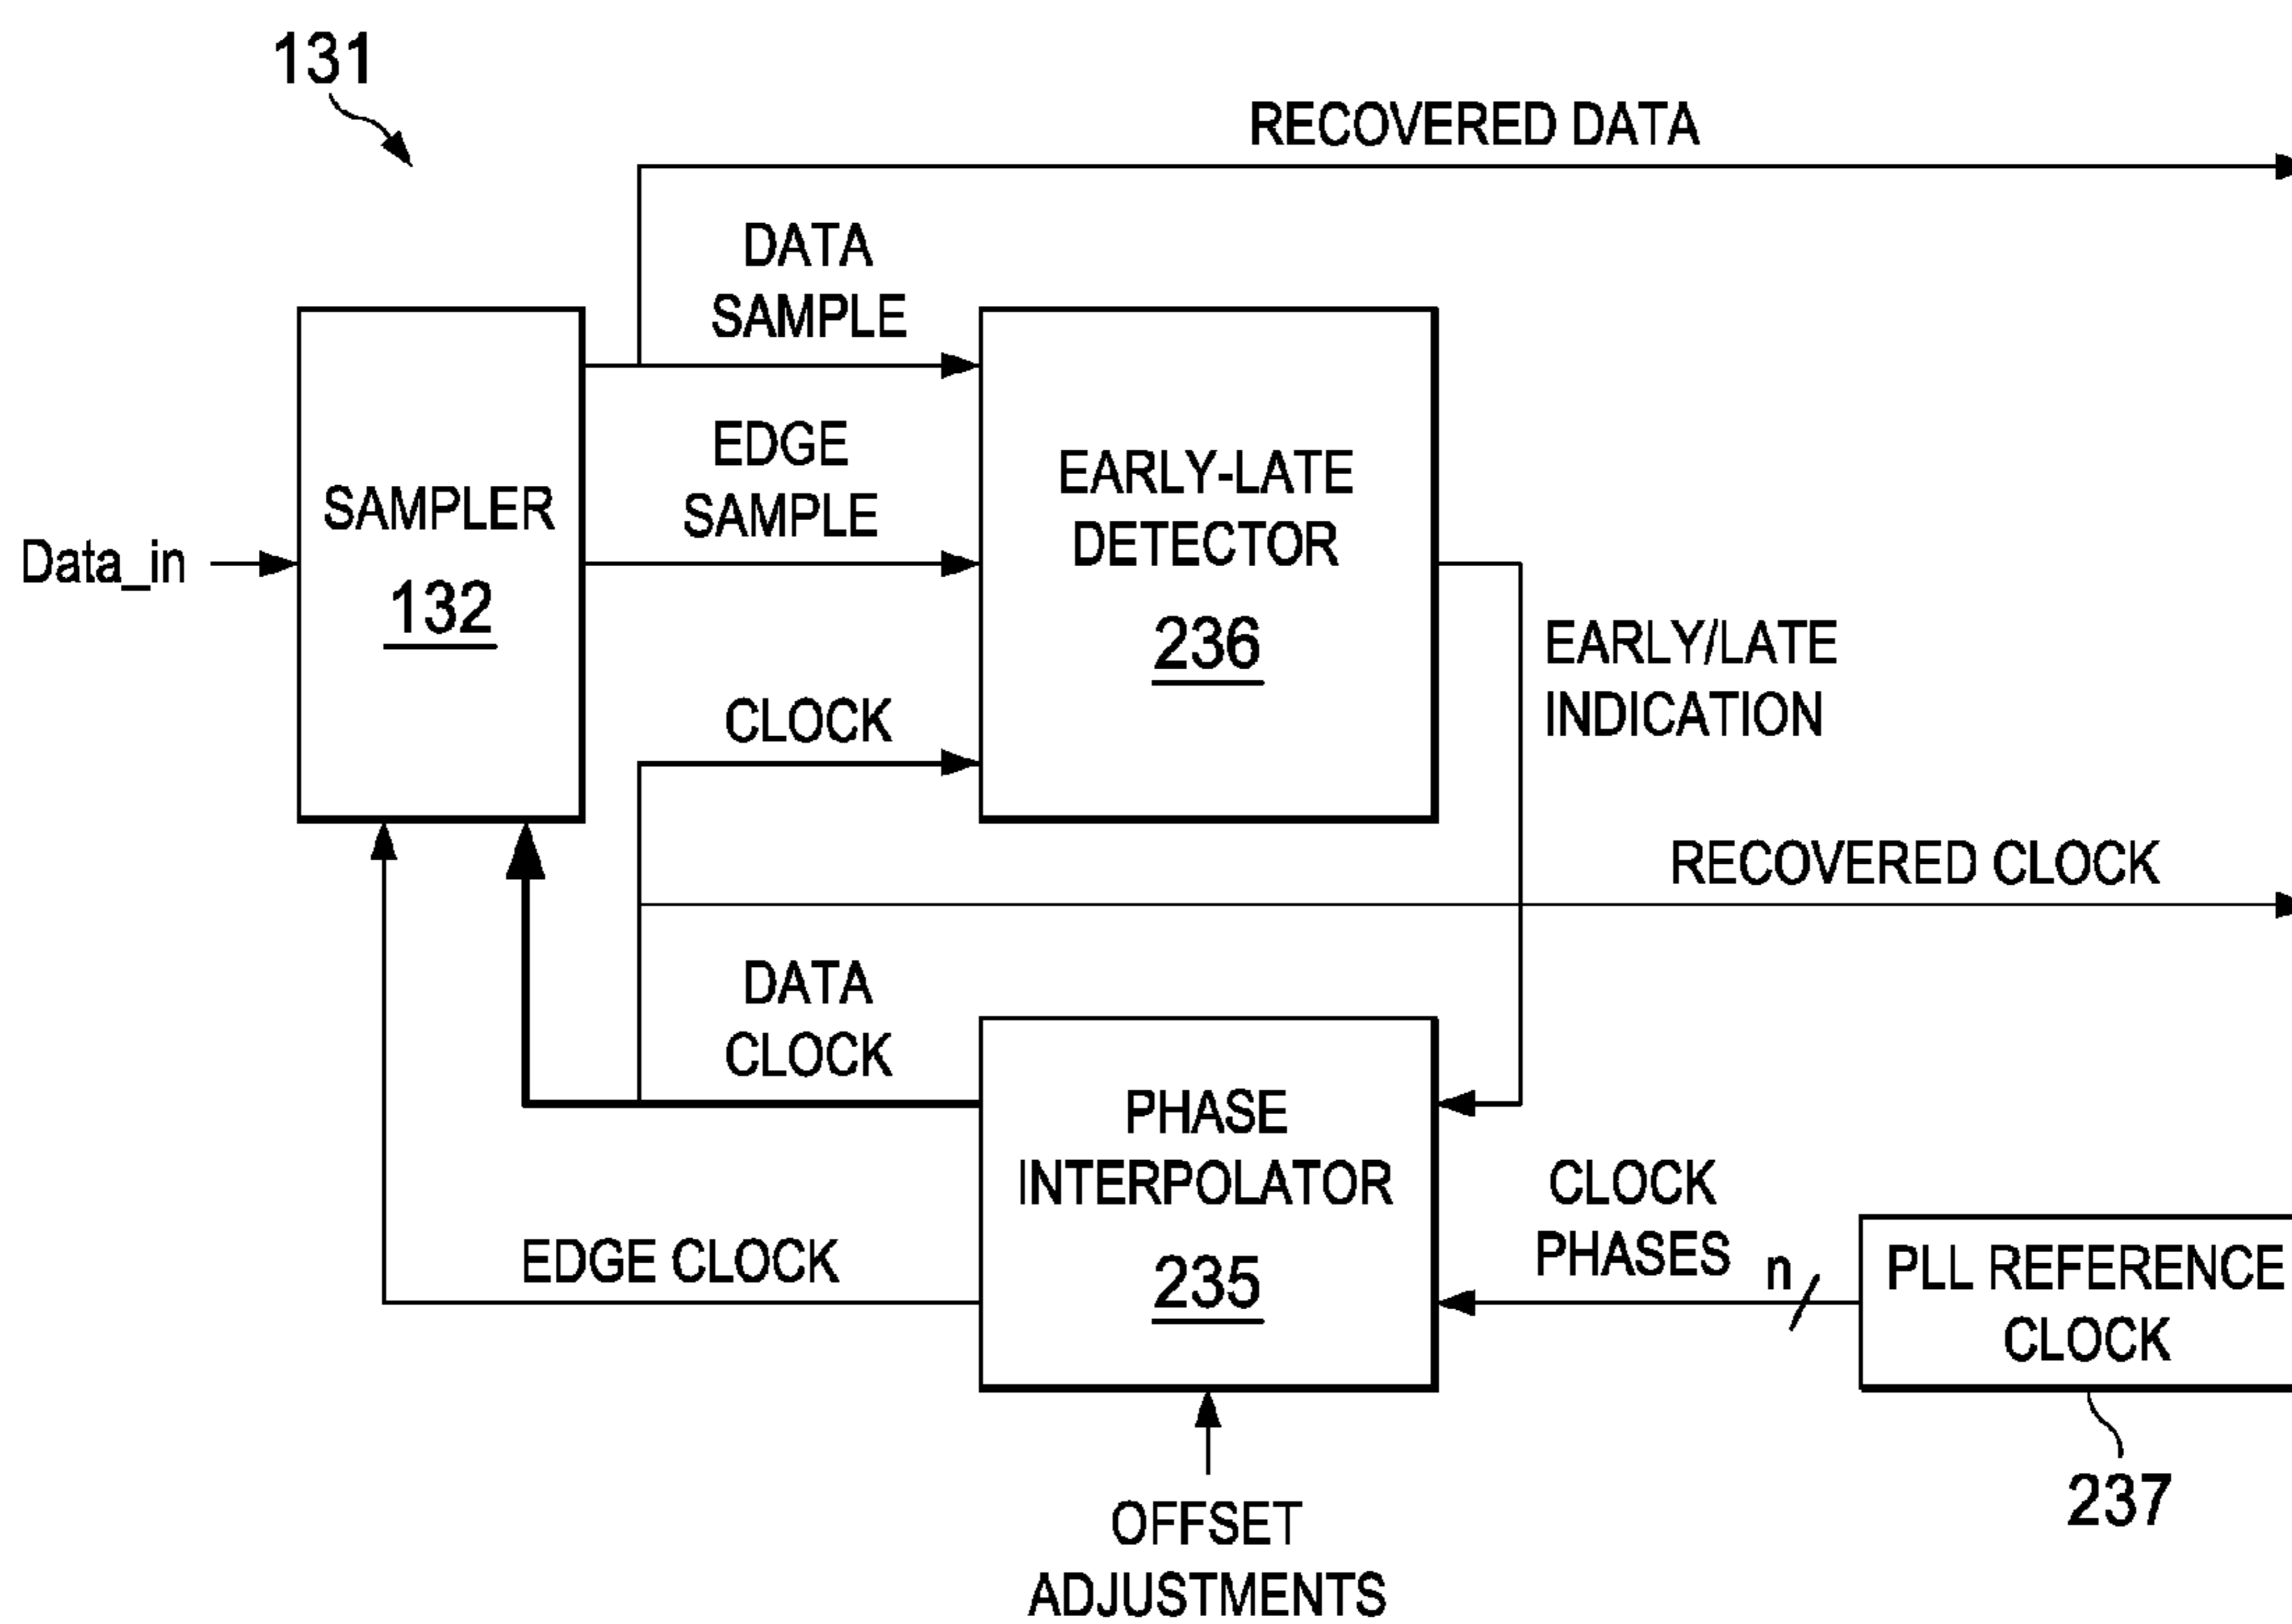 131
RECOVERED DATA
DATA
SAMPLE
EDGE
SAMPLE
SAMPLER
132
Data_in
EARLY-LATE
DETECTOR
236
EARLY/LATE
INDICATION
CLOCK
RECOVERED CLOCK
DATA
CLOCK
PHASE
INTERPOLATOR
235
CLOCK
PHASES
n
PLL REFERENCE
CLOCK
EDGE CLOCK
237
OFFSET
ADJUSTMENTS